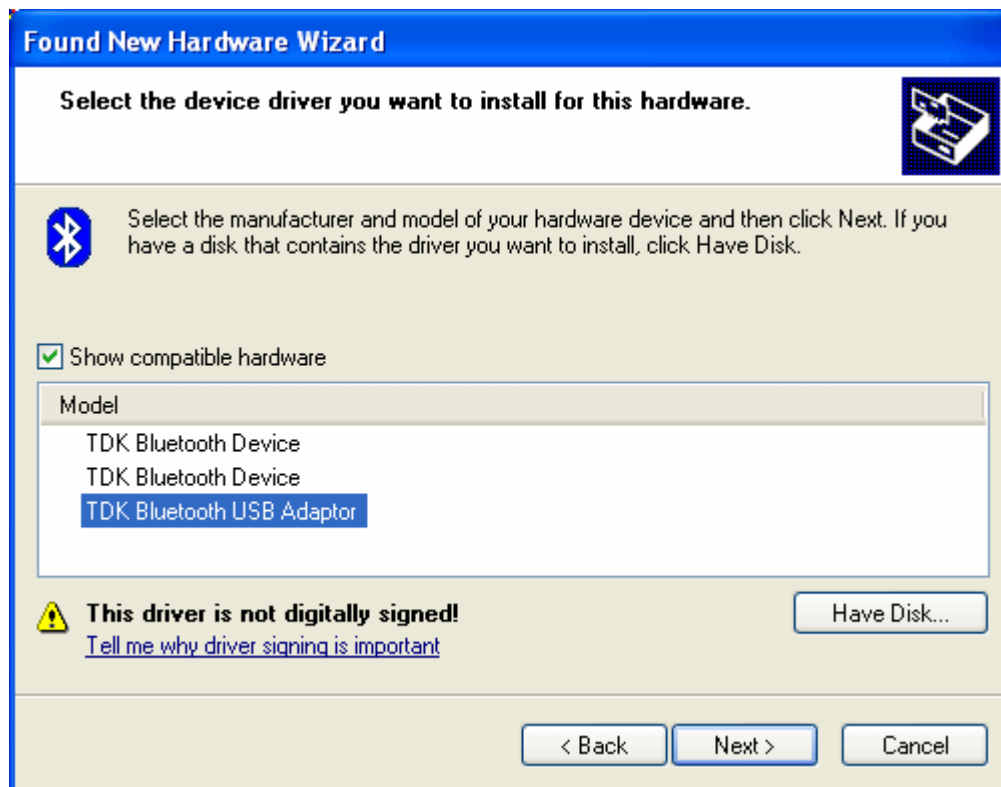 Found New Hardware Wizard
Select the device driver you want to install for this hardware.
Select the manufacturer and model of your hardware device and then click Next. If you
have a disk that contains the driver you want to install, click Have Disk.
Show compatible hardware
Model
TDK Bluetooth Device
TDK Bluetooth Device
TDK Bluetooth USB Adaptor
This driver is not digitally signed!
Have Disk...
Tell me why driver signing is important
< Back
Next >
Cancel